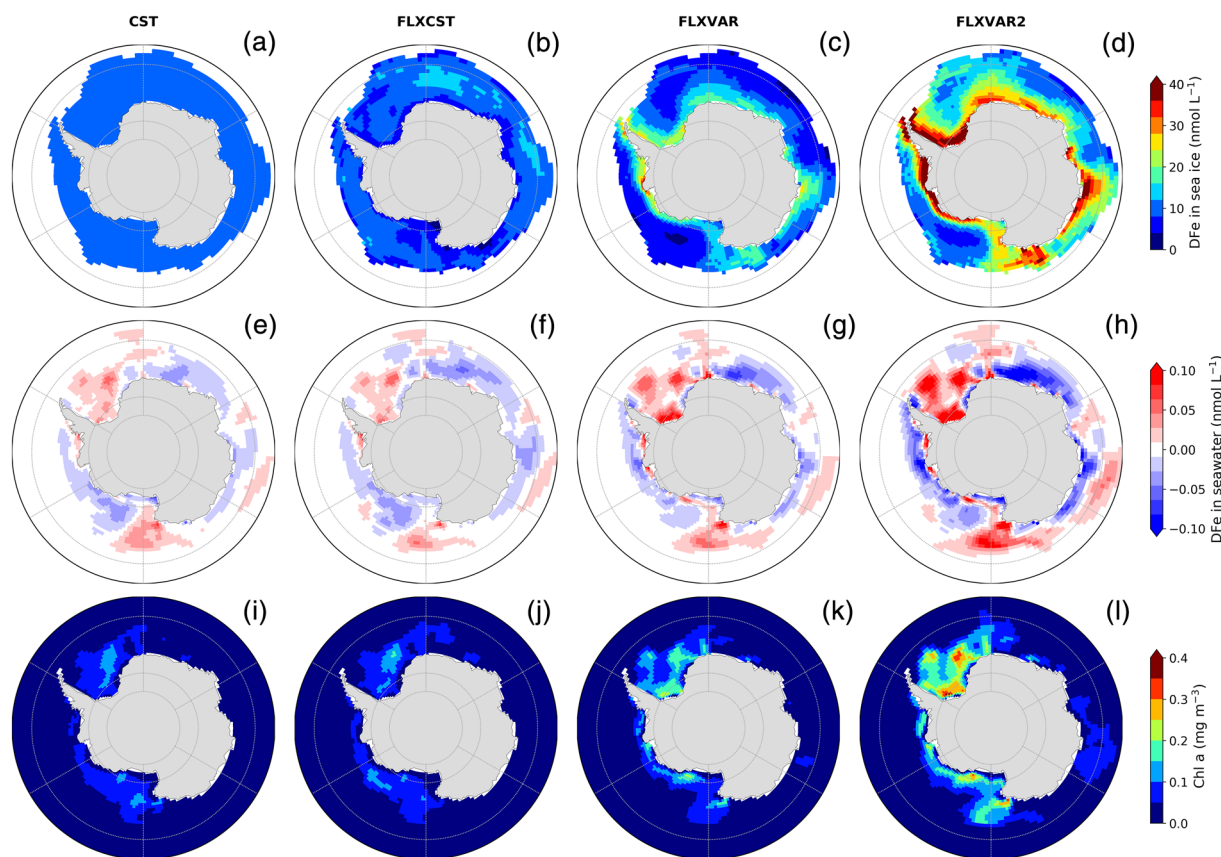 CST FLXCST FLXVAR FLXVAR2
(a) (b) (c) (d)
40
30
20
10
0
DFe in sea ice (nmol L⁻¹)
(e) (f) (g) (h)
0.10
0.05
0.00
−0.05
−0.10
DFe in seawater (nmol L⁻¹)
(i) (j) (k) (l)
0.4
0.3
0.2
0.1
0.0
Chl a (mg m⁻³)